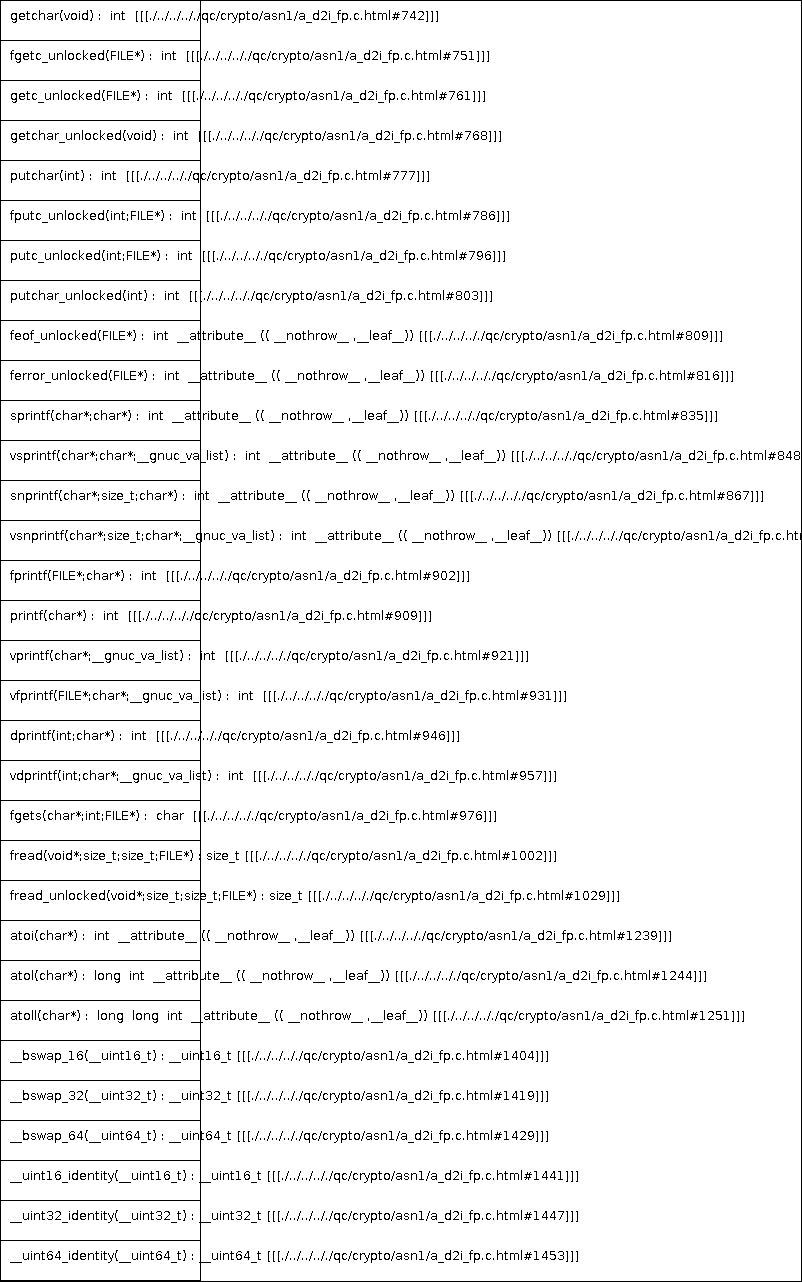 getchar(void) : int [[[./../../../qc/crypto/asn1/a_d2i_fp.c.html#742]]]
fgetc_unlocked(FILE*) : int [[[./../../../qc/crypto/asn1/a_d2i_fp.c.html#751]]]
getc_unlocked(FILE*) : int [[[./../../../qc/crypto/asn1/a_d2i_fp.c.html#761]]]
getchar_unlocked(void) : int [[[./../../../qc/crypto/asn1/a_d2i_fp.c.html#768]]]
putchar(int) : int [[[./../../../qc/crypto/asn1/a_d2i_fp.c.html#777]]]
fputc_unlocked(int;FILE*) : int [[[./../../../qc/crypto/asn1/a_d2i_fp.c.html#786]]]
putc_unlocked(int;FILE*) : int [[[./../../../qc/crypto/asn1/a_d2i_fp.c.html#796]]]
putchar_unlocked(int) : int [[[./../../../qc/crypto/asn1/a_d2i_fp.c.html#803]]]
feof_unlocked(FILE*) : int __attribute__ (( __nothrow__ ,__leaf__)) [[[./../../../qc/crypto/asn1/a_d2i_fp.c.html#809]]]
ferror_unlocked(FILE*) : int __attribute__ (( __nothrow__ ,__leaf__)) [[[./../../../qc/crypto/asn1/a_d2i_fp.c.html#816]]]
sprintf(char*;char*) : int __attribute__ (( __nothrow__ ,__leaf__)) [[[./../../../qc/crypto/asn1/a_d2i_fp.c.html#835]]]
vsprintf(char*;char*;__gnuc_va_list) : int __attribute__ (( __nothrow__ ,__leaf__)) [[[./../../../qc/crypto/asn1/a_d2i_fp.c.html#848
snprintf(char*;size_t;char*) : int __attribute__ (( __nothrow__ ,__leaf__)) [[[./../../../qc/crypto/asn1/a_d2i_fp.c.html#867]]]
vsnprintf(char*;size_t;char*;__gnuc_va_list) : int __attribute__ (( __nothrow__ ,__leaf__)) [[[./../../../qc/crypto/asn1/a_d2i_fp.c.htm
fprintf(FILE*;char*) : int [[[./../../../qc/crypto/asn1/a_d2i_fp.c.html#902]]]
printf(char*) : int [[[./../../../qc/crypto/asn1/a_d2i_fp.c.html#909]]]
vprintf(char*;__gnuc_va_list) : int [[[./../../../qc/crypto/asn1/a_d2i_fp.c.html#921]]]
vfprintf(FILE*;char*;__gnuc_va_list) : int [[[./../../../qc/crypto/asn1/a_d2i_fp.c.html#931]]]
dprintf(int;char*) : int [[[./../../../qc/crypto/asn1/a_d2i_fp.c.html#946]]]
vdprintf(int;char*;__gnuc_va_list) : int [[[./../../../qc/crypto/asn1/a_d2i_fp.c.html#957]]]
fgets(char*;int;FILE*) : char [[[./../../../qc/crypto/asn1/a_d2i_fp.c.html#976]]]
fread(void*;size_t;size_t;FILE*) : size_t [[[./../../../qc/crypto/asn1/a_d2i_fp.c.html#1002]]]
fread_unlocked(void*;size_t;size_t;FILE*) : size_t [[[./../../../qc/crypto/asn1/a_d2i_fp.c.html#1029]]]
atoi(char*) : int __attribute__ (( __nothrow__ ,__leaf__)) [[[./../../../qc/crypto/asn1/a_d2i_fp.c.html#1239]]]
atol(char*) : long int __attribute__ (( __nothrow__ ,__leaf__)) [[[./../../../qc/crypto/asn1/a_d2i_fp.c.html#1244]]]
atoll(char*) : long long int __attribute__ (( __nothrow__ ,__leaf__)) [[[./../../../qc/crypto/asn1/a_d2i_fp.c.html#1251]]]
__bswap_16(__uint16_t) : __uint16_t [[[./../../../qc/crypto/asn1/a_d2i_fp.c.html#1404]]]
__bswap_32(__uint32_t) : __uint32_t [[[./../../../qc/crypto/asn1/a_d2i_fp.c.html#1419]]]
__bswap_64(__uint64_t) : __uint64_t [[[./../../../qc/crypto/asn1/a_d2i_fp.c.html#1429]]]
__uint16_identity(__uint16_t) : __uint16_t [[[./../../../qc/crypto/asn1/a_d2i_fp.c.html#1441]]]
__uint32_identity(__uint32_t) : __uint32_t [[[./../../../qc/crypto/asn1/a_d2i_fp.c.html#1447]]]
__uint64_identity(__uint64_t) : __uint64_t [[[./../../../qc/crypto/asn1/a_d2i_fp.c.html#1453]]]